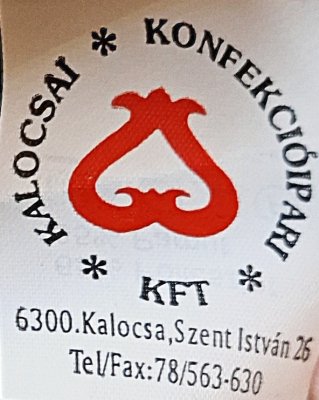 KALOCSAI * KONFEKCIÓIPARI * KFT *
6300.Kalocsa,Szent István 26
Tel/Fax:78/563-630